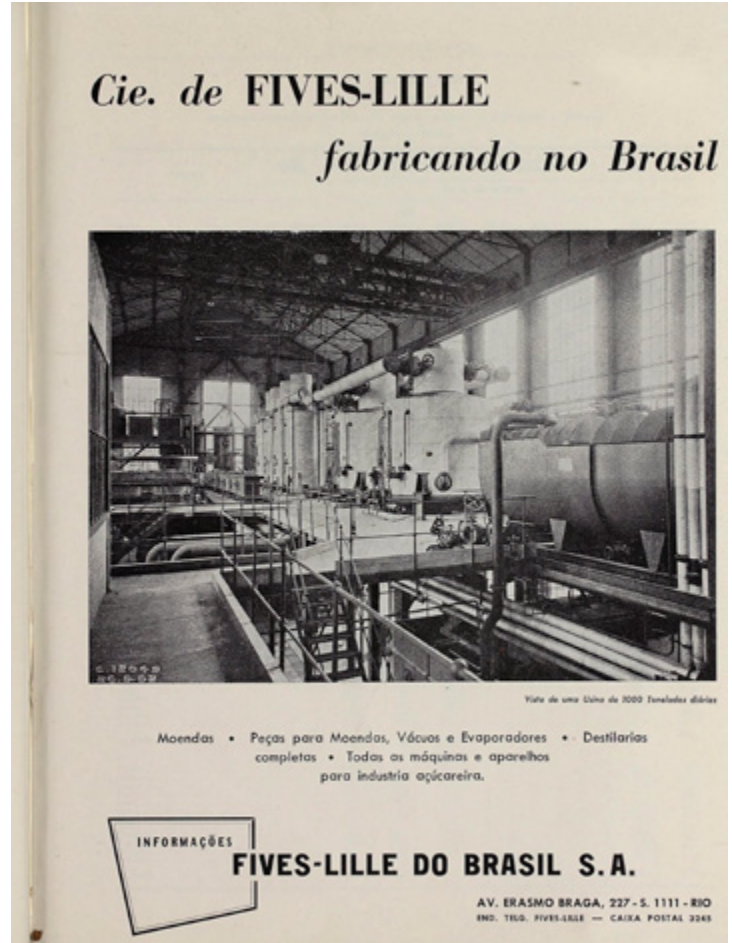 Cie. de FIVES-LILLE
fabricando no Brasil
Vista de uma Usina de 1000 Toneladas diárias
Moendas • Peças para Moendas, Vácuos e Evaporadores • Destilarias
completas • Todas as máquinas e aparelhos
para industria açúcareira.
INFORMAÇÕES
FIVES-LILLE DO BRASIL S.A.
AV. ERASMO BRAGA, 227 - S. 1111 - RIO
END. TELG. FIVES-LILLE — CAIXA POSTAL 3245